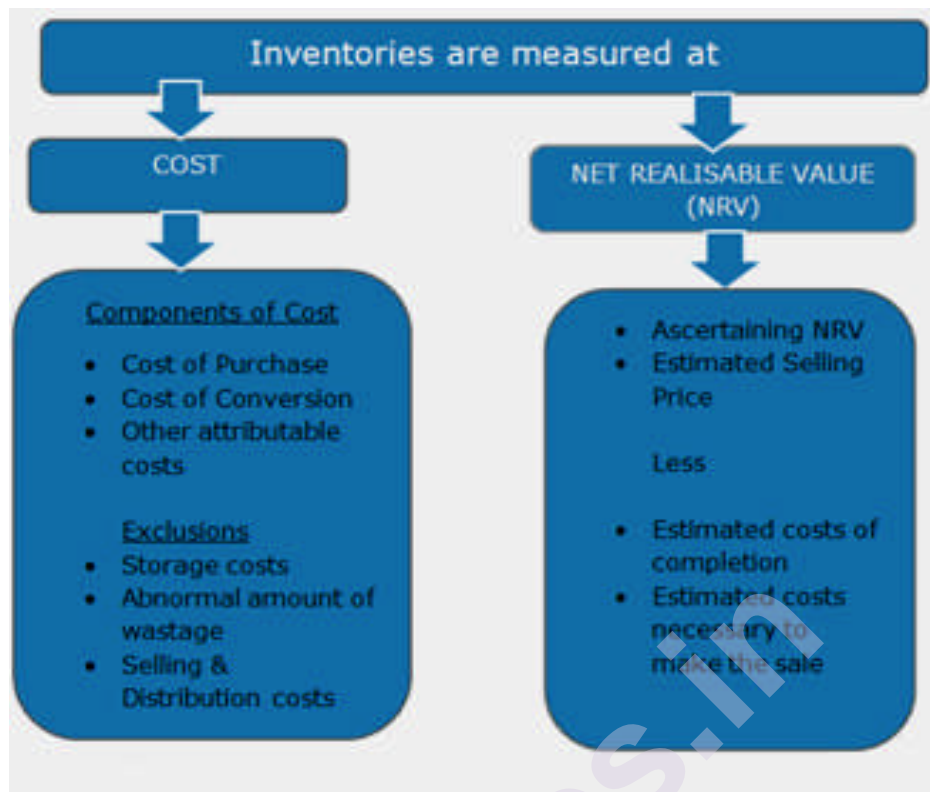 Inventories are measured at
COST
NET REALISABLE VALUE
(NRV)
Components of Cost
• Cost of Purchase
• Cost of Conversion
• Other attributable
costs
Exclusions
• Storage costs
• Abnormal amount of
wastage
• Selling &
Distribution costs
• Ascertaining NRV
• Estimated Selling
Price
Less
• Estimated costs of
completion
• Estimated costs
necessary to
make the sale
s.in